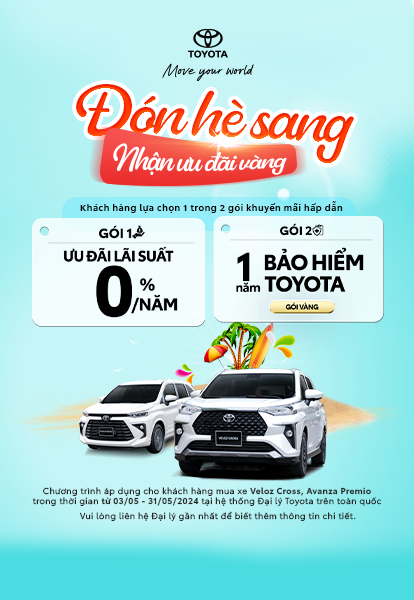 TOYOTA
Move your world
Đón hè sang
Nhận ưu đãi vàng
Khách hàng lựa chọn 1 trong 2 gói khuyến mãi hấp dẫn
GÓI 1
ƯU ĐÃI LÃI SUẤT
0%/NĂM
GÓI 2
1 năm BẢO HIỂM
TOYOTA
GÓI VÀNG
VELOZ CROSS
Chương trình áp dụng cho khách hàng mua xe Veloz Cross, Avanza Premio
trong thời gian từ 03/05 - 31/05/2024 tại hệ thống Đại lý Toyota trên toàn quốc
Vui lòng liên hệ Đại lý gần nhất để biết thêm thông tin chi tiết.